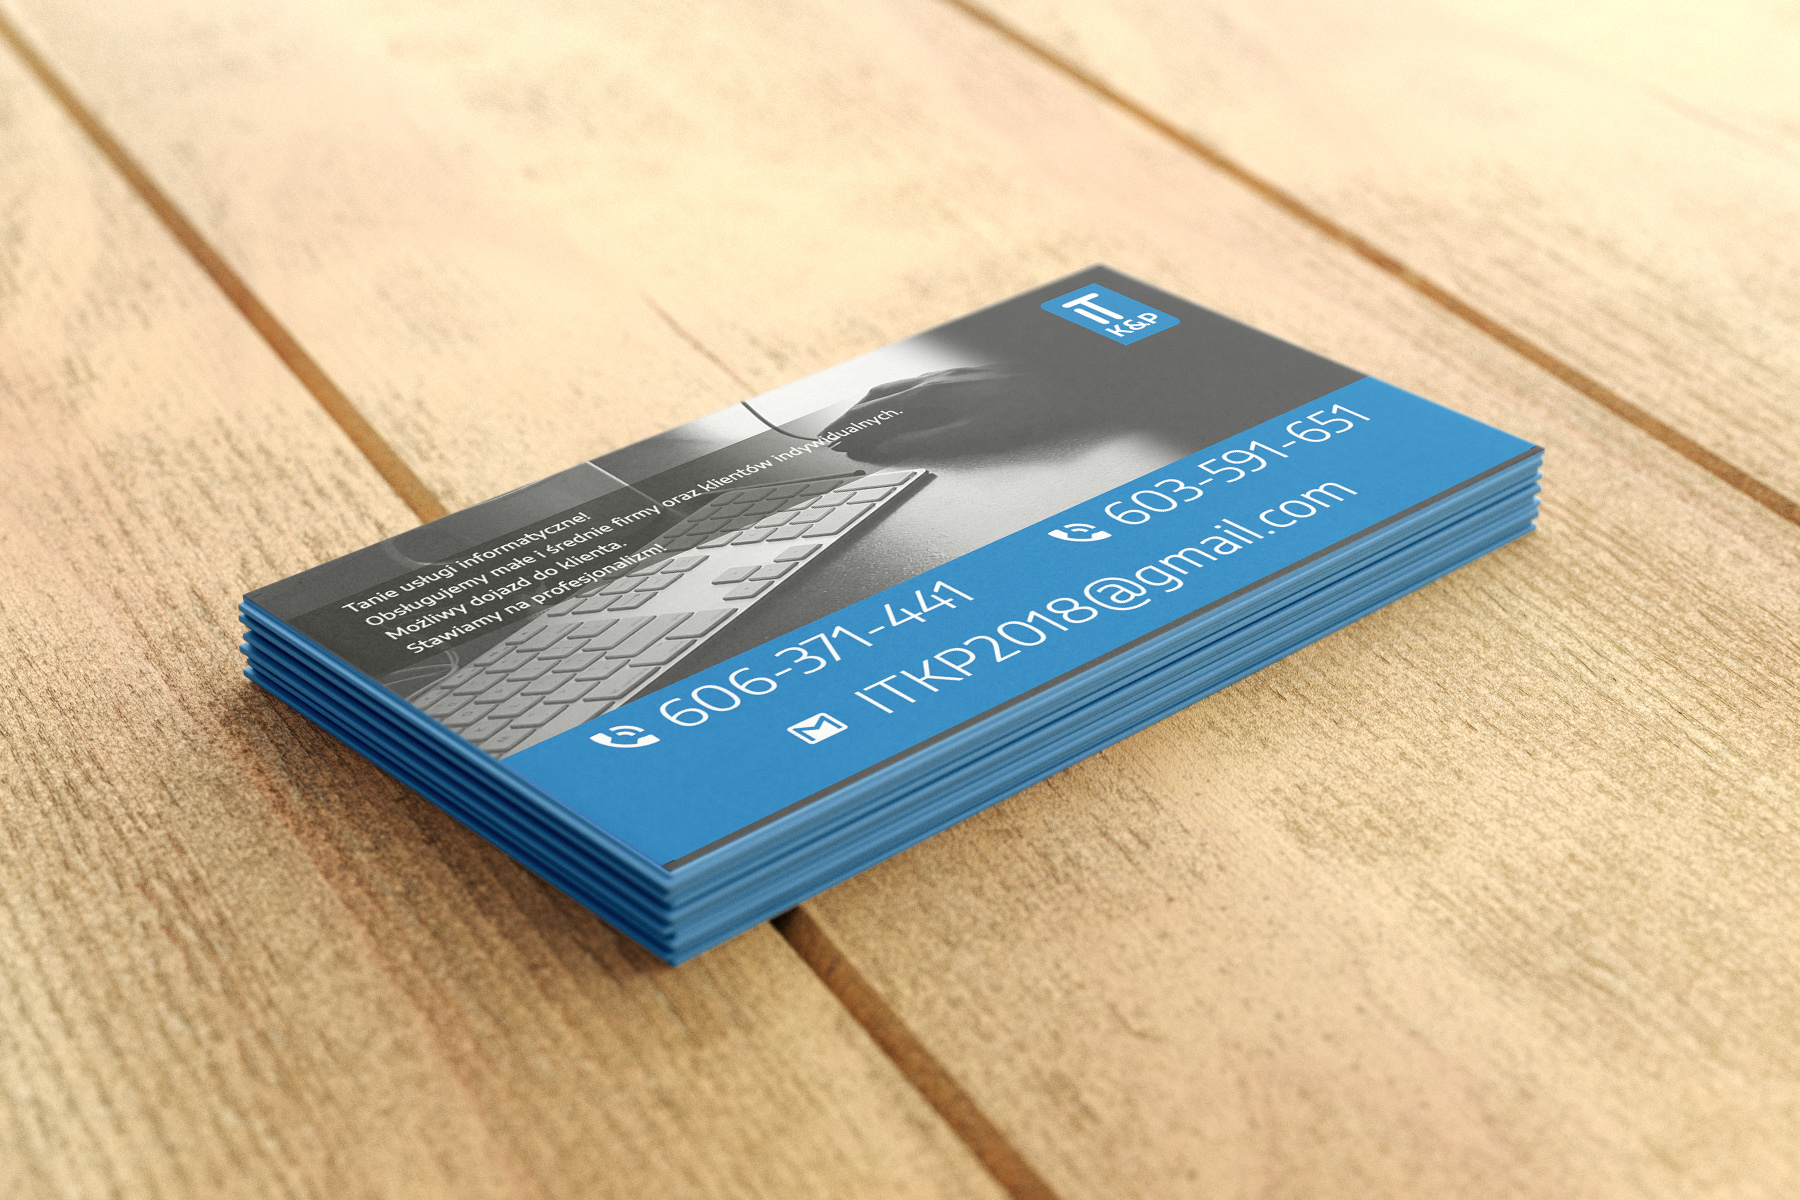 IT
K&P
Tanie usługi informatyczne!
Obsługujemy małe i średnie firmy oraz klientów indywidualnych.
Możliwy dojazd do klienta.
Stawiamy na profesjonalizm!
606-371-441 603-591-651
ITKP2018@gmail.com